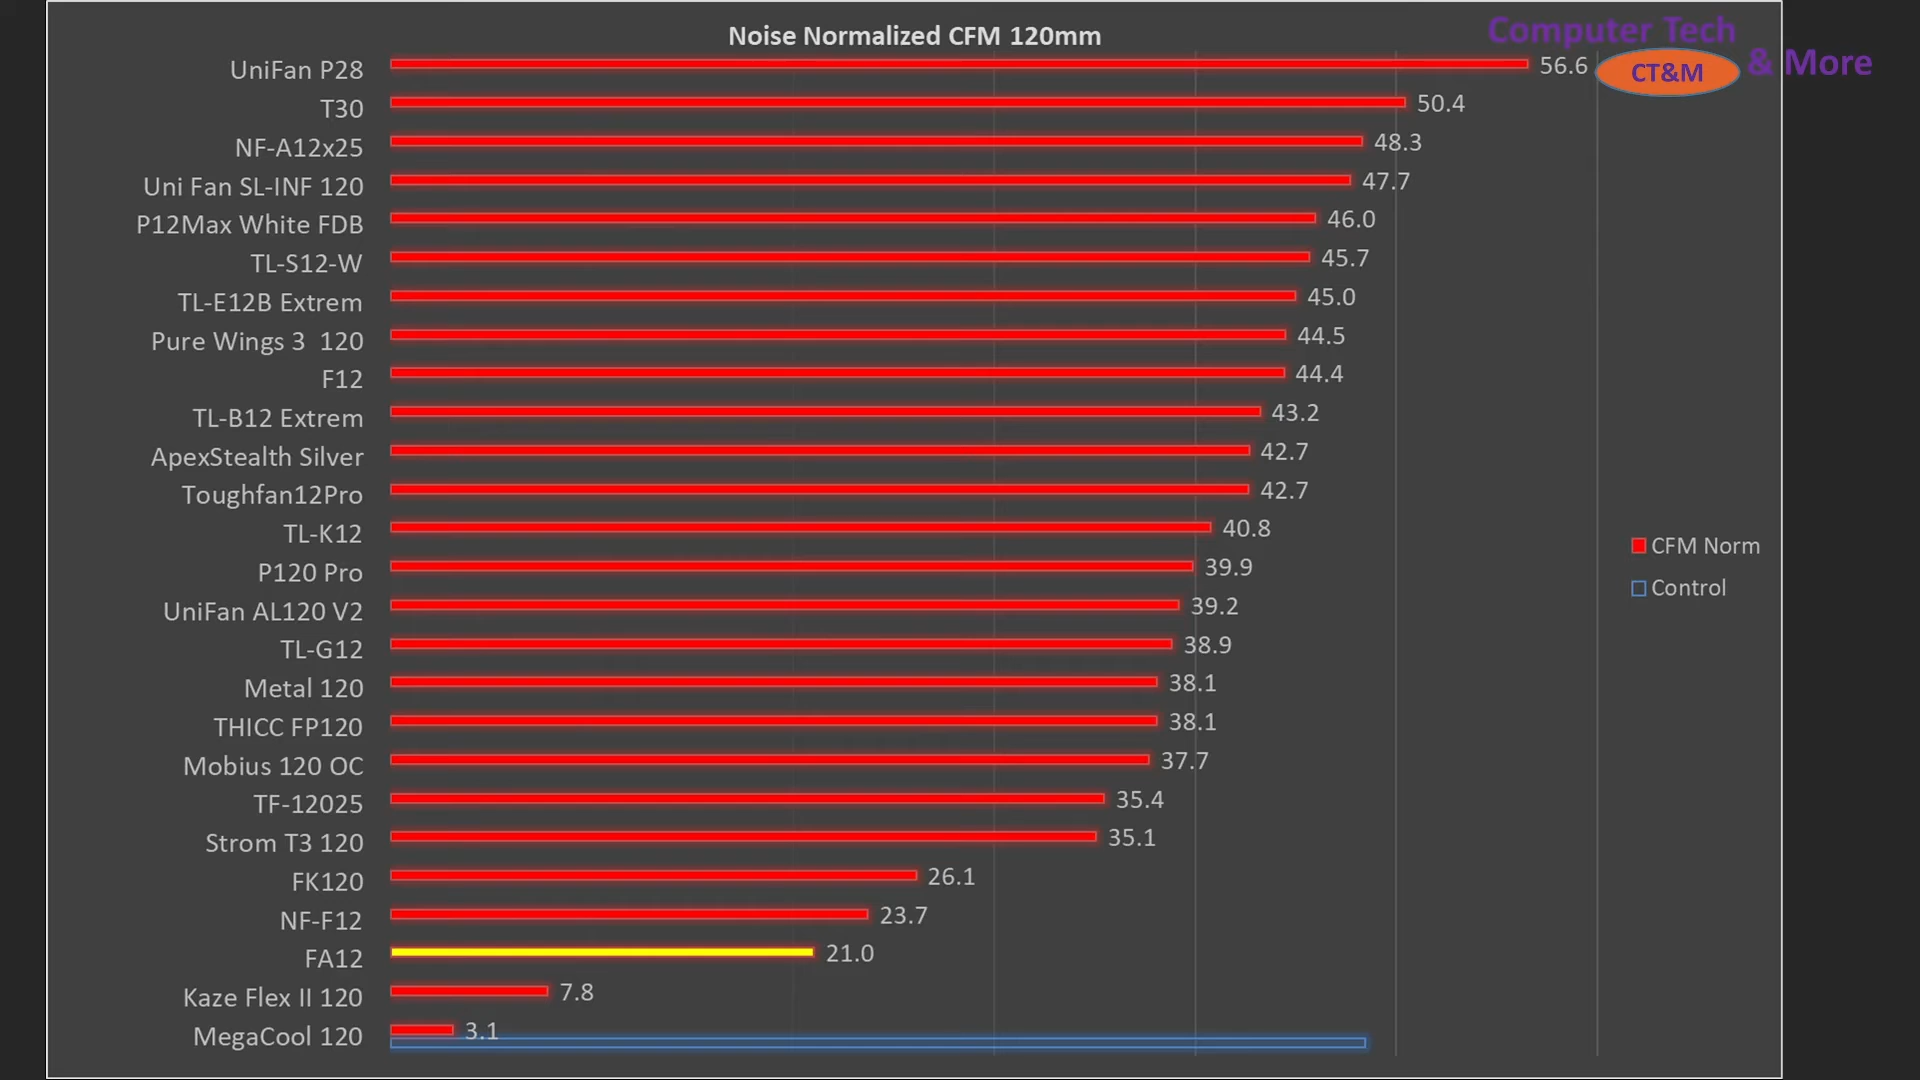 Noise Normalized CFM 120mm
Computer Tech
CT&M
& More
UniFan P28 56.6
T30 50.4
NF-A12x25 48.3
Uni Fan SL-INF 120 47.7
P12Max White FDB 46.0
TL-S12-W 45.7
TL-E12B Extrem 45.0
Pure Wings 3 120 44.5
F12 44.4
TL-B12 Extrem 43.2
ApexStealth Silver 42.7
Toughfan12Pro 42.7
TL-K12 40.8
P120 Pro 39.9
UniFan AL120 V2 39.2
TL-G12 38.9
Metal 120 38.1
THICC FP120 38.1
Mobius 120 OC 37.7
TF-12025 35.4
Strom T3 120 35.1
FK120 26.1
NF-F12 23.7
FA12 21.0
Kaze Flex II 120 7.8
MegaCool 120 3.1
CFM Norm
Control